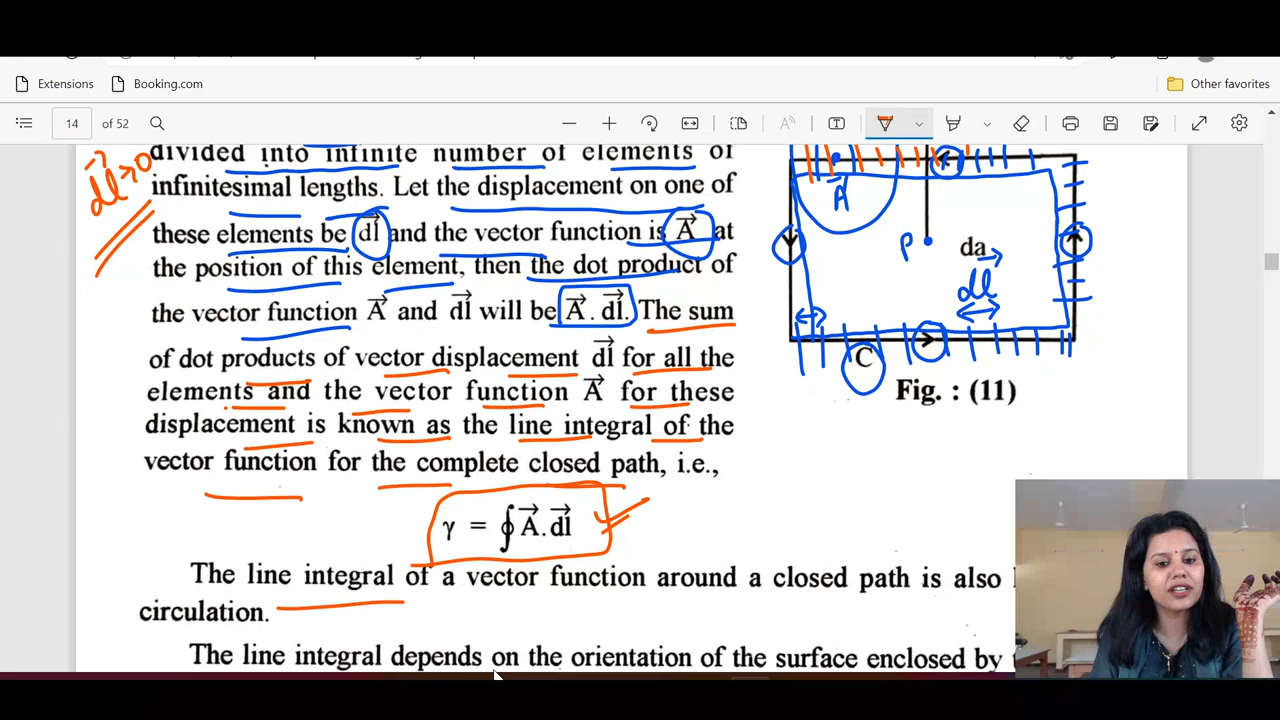 Extensions Booking.com Other favorites
14 of 52
divided into infinite number of elements of
infinitesimal lengths. Let the displacement on one of
these elements be dl⃗ and the vector function is A⃗ at
the position of this element, then the dot product of
the vector function A⃗ and dl⃗ will be A⃗. dl⃗. The sum
of dot products of vector displacement dl⃗ for all the
elements and the vector function A⃗ for these
displacement is known as the line integral of the
vector function for the complete closed path, i.e.,
γ = ∮A⃗.dl⃗
The line integral of a vector function around a closed path is also
circulation.
The line integral depends on the orientation of the surface enclosed by
dl⃗→0
A⃗
P
da
dl⃗
C
Fig. : (11)